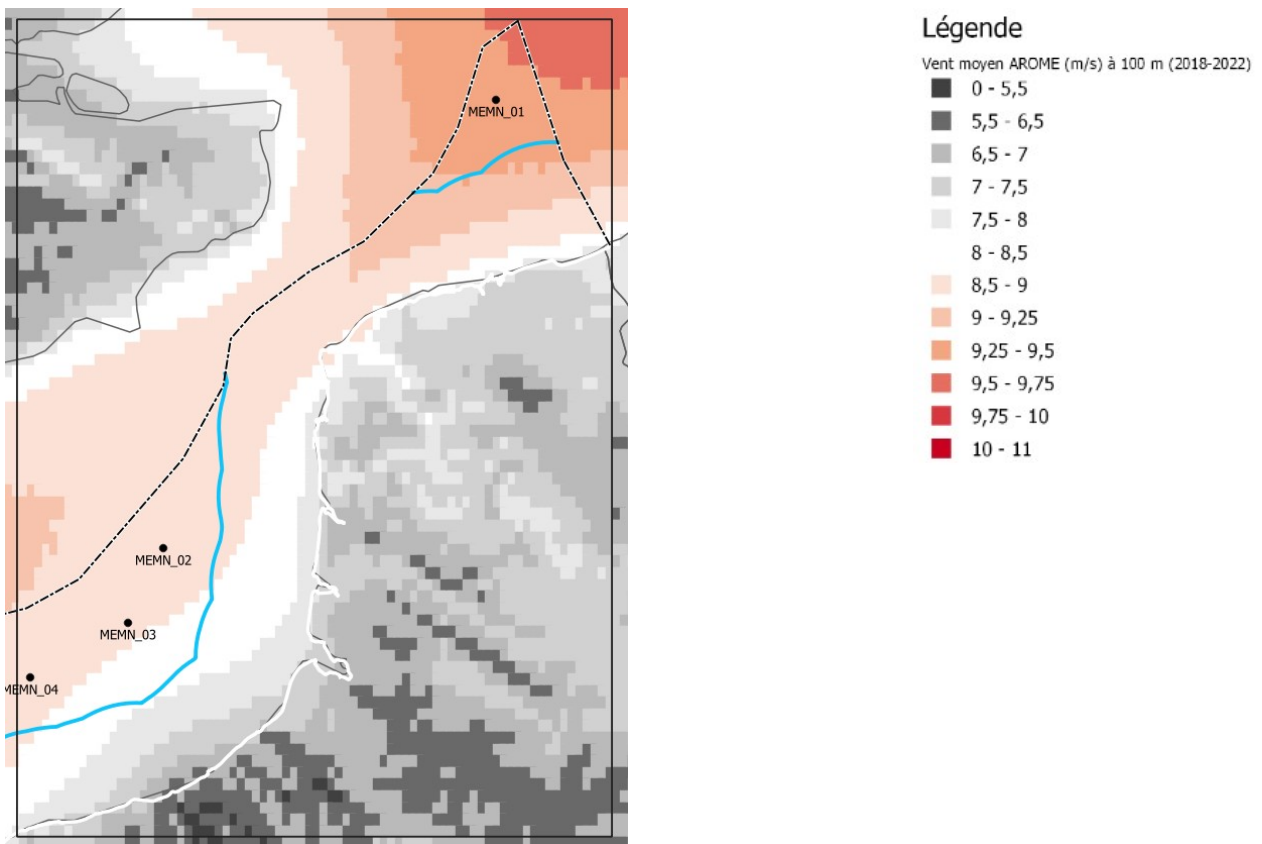 MEMN_01
MEMN_02
MEMN_03
MEMN_04
Légende
Vent moyen AROME (m/s) à 100 m (2018-2022)
0 - 5,5
5,5 - 6,5
6,5 - 7
7 - 7,5
7,5 - 8
8 - 8,5
8,5 - 9
9 - 9,25
9,25 - 9,5
9,5 - 9,75
9,75 - 10
10 - 11